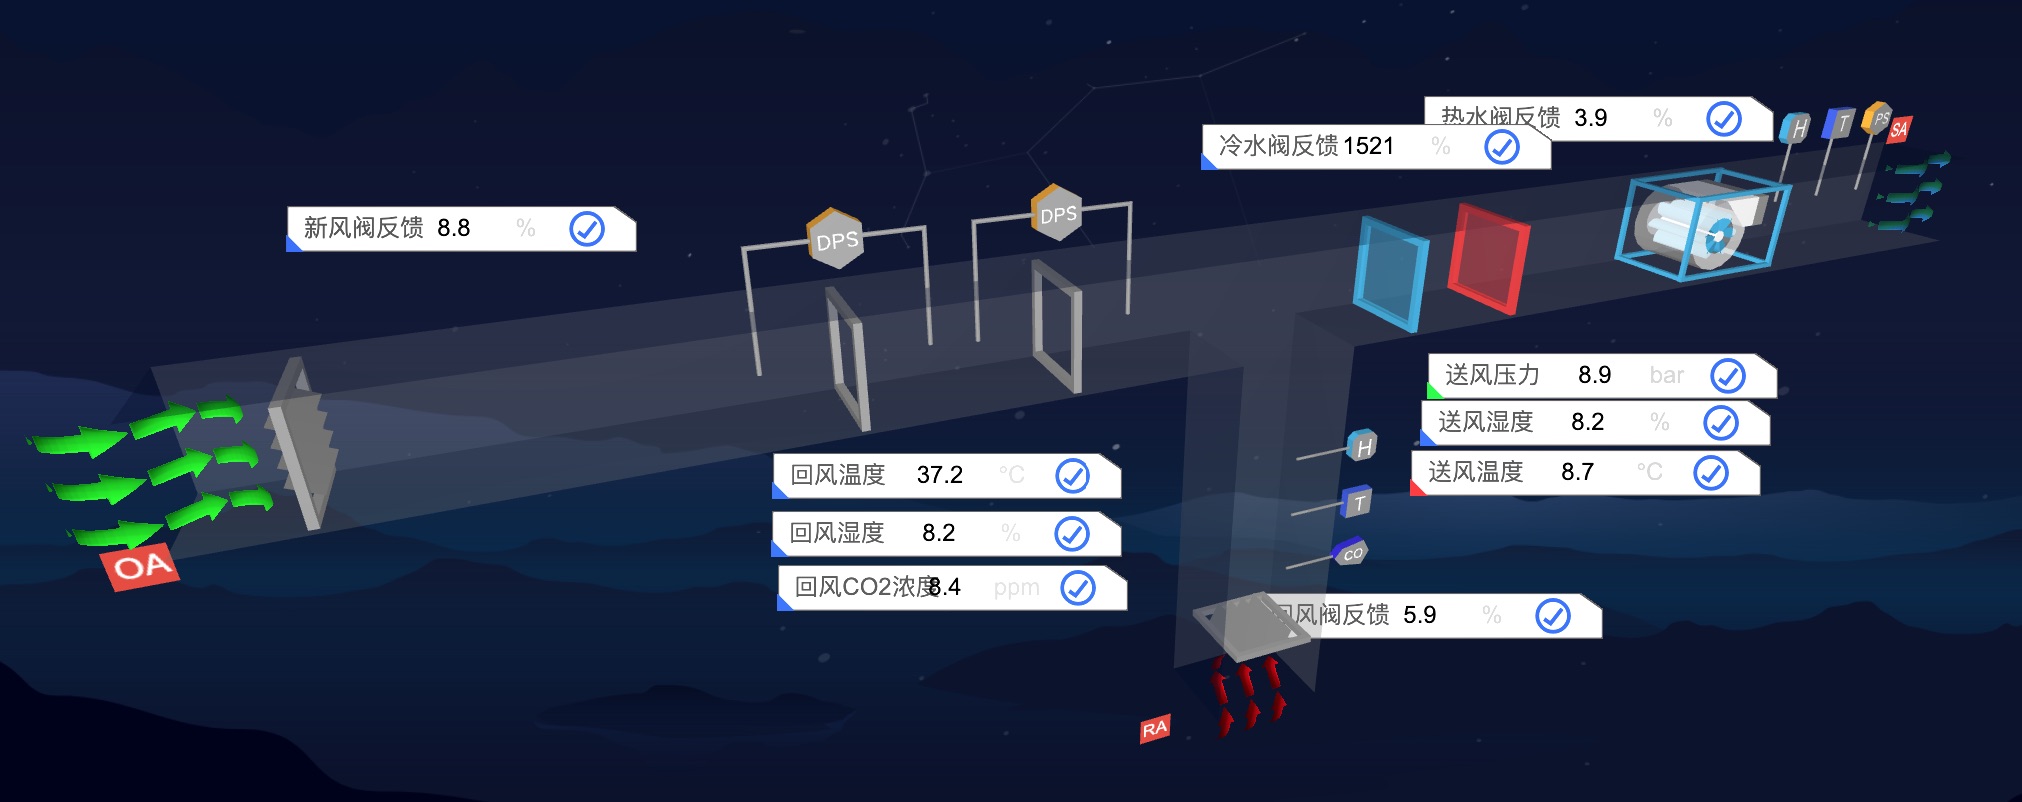 热水阀反馈 3.9 %
冷水阀反馈 1521 %
H
T
PS
SA
新风阀反馈 8.8 %
DPS
DPS
送风压力 8.9 bar
送风湿度 8.2 %
送风温度 8.7 °C
H
T
CO
回风温度 37.2 °C
回风湿度 8.2 %
回风CO2浓度 8.4 ppm
OA
回风阀反馈 5.9 %
RA